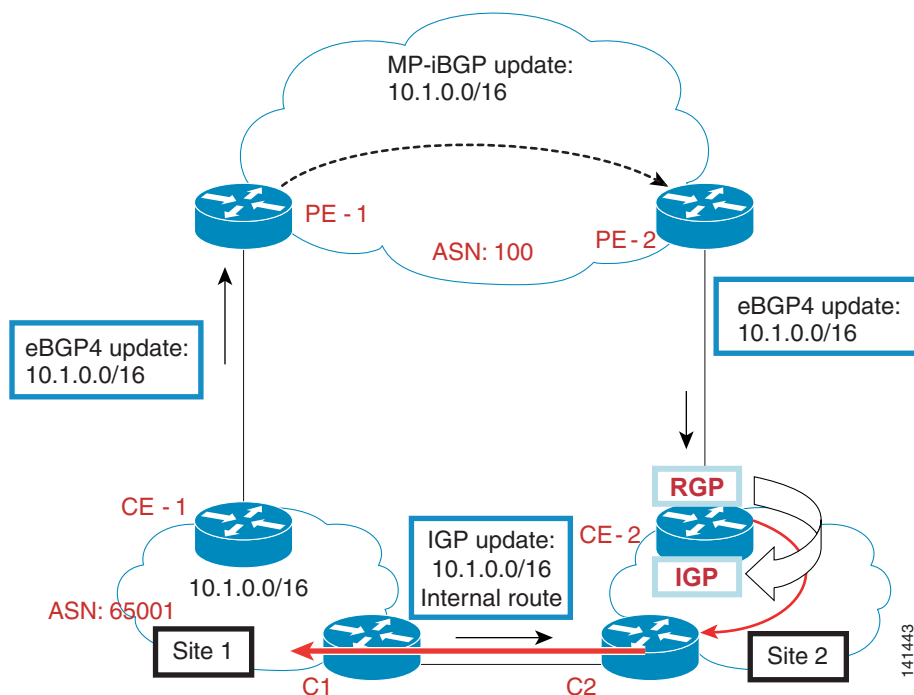 MP-iBGP update:
10.1.0.0/16
PE - 1
PE - 2
ASN: 100
eBGP4 update:
10.1.0.0/16
eBGP4 update:
10.1.0.0/16
RGP
CE - 1
CE - 2
IGP update:
10.1.0.0/16
Internal route
IGP
10.1.0.0/16
ASN: 65001
Site 1
Site 2
C1
C2
141443